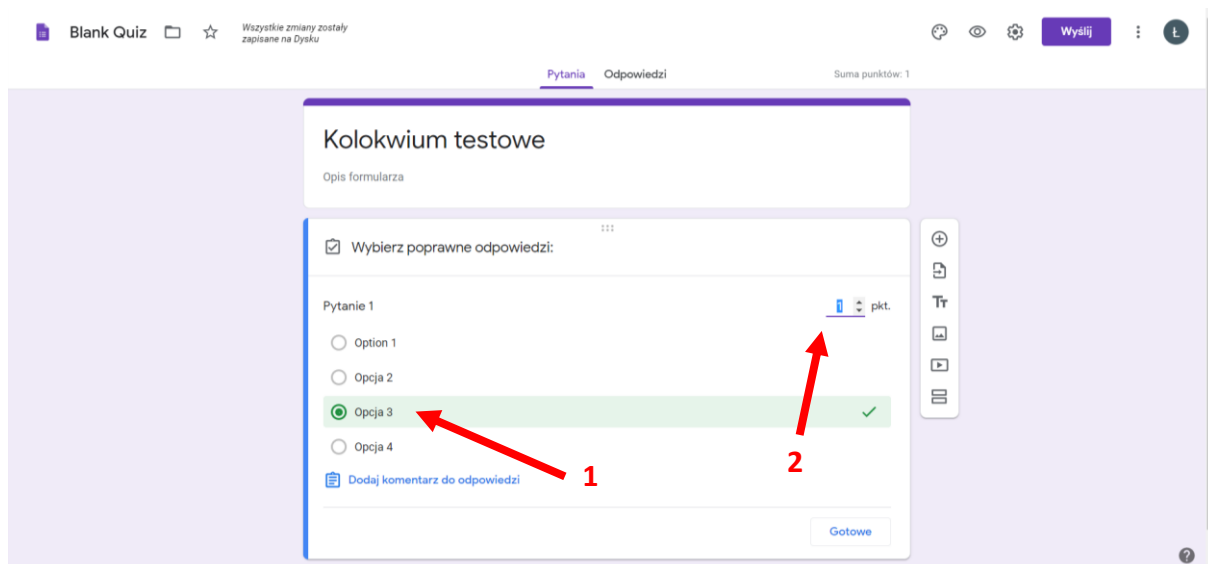 Blank Quiz
Wszystkie zmiany zostały
zapisane na Dysku
Wyślij
Ł
Pytania Odpowiedzi
Suma punktów: 1
Kolokwium testowe
Opis formularza
Wybierz poprawne odpowiedzi:
Pytanie 1
1 pkt.
Option 1
Opcja 2
Opcja 3
Opcja 4
Dodaj komentarz do odpowiedzi
1
2
Gotowe
Tт